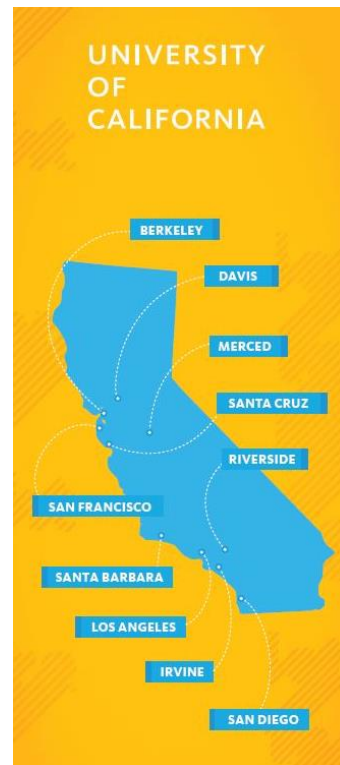 UNIVERSITY
OF
CALIFORNIA
BERKELEY
DAVIS
MERCED
SANTA CRUZ
RIVERSIDE
SAN FRANCISCO
SANTA BARBARA
LOS ANGELES
IRVINE
SAN DIEGO